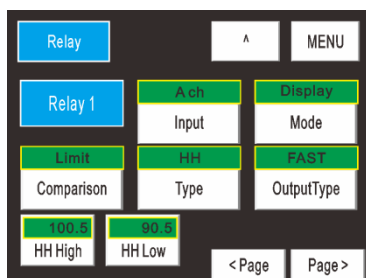 Relay
^
MENU
Relay 1
A ch
Input
Display
Mode
Limit
Comparison
HH
Type
FAST
OutputType
100.5
HH High
90.5
HH Low
< Page
Page >